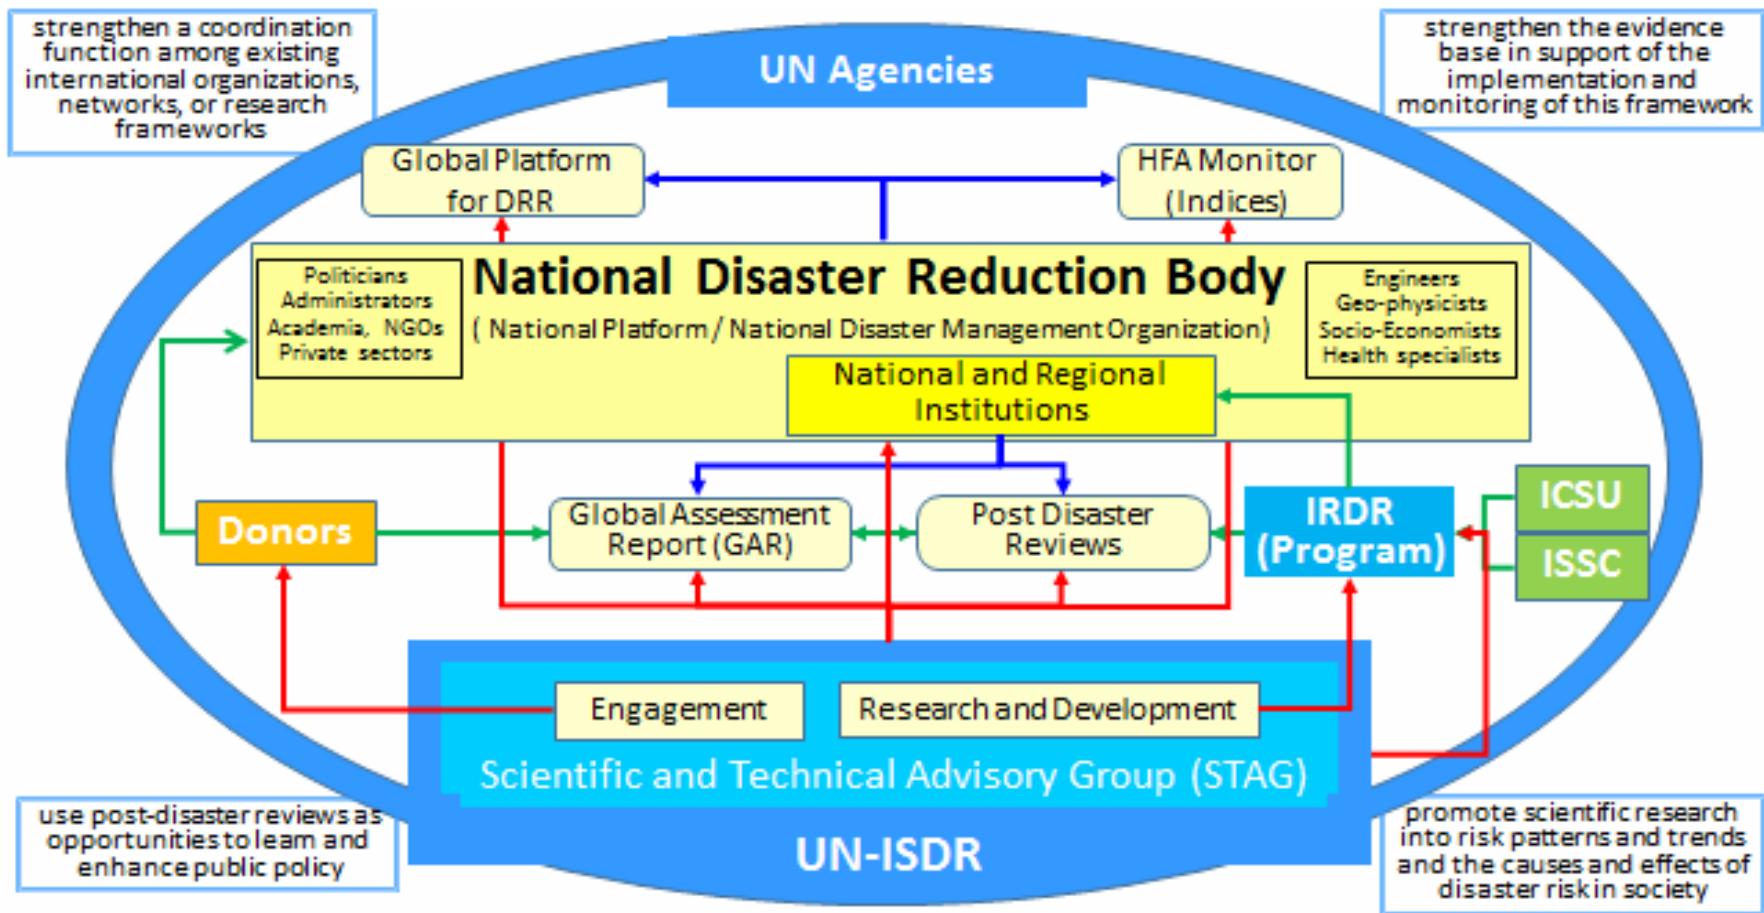 strengthen a coordination
function among existing
international organizations,
networks, or research
frameworks
strengthen the evidence
base in support of the
implementation and
monitoring of this framework
UN Agencies
Global Platform
for DRR
HFA Monitor
(Indices)
Politicians
Administrators
Academia, NGOs
Private sectors
National Disaster Reduction Body
( National Platform / National Disaster Management Organization)
Engineers
Geo-physicists
Socio-Economists
Health specialists
National and Regional
Institutions
Donors
Global Assessment
Report (GAR)
Post Disaster
Reviews
IRDR
(Program)
ICSU
ISSC
Engagement
Research and Development
Scientific and Technical Advisory Group (STAG)
UN-ISDR
use post-disaster reviews as
opportunities to learn and
enhance public policy
promote scientific research
into risk patterns and trends
and the causes and effects of
disaster risk in society